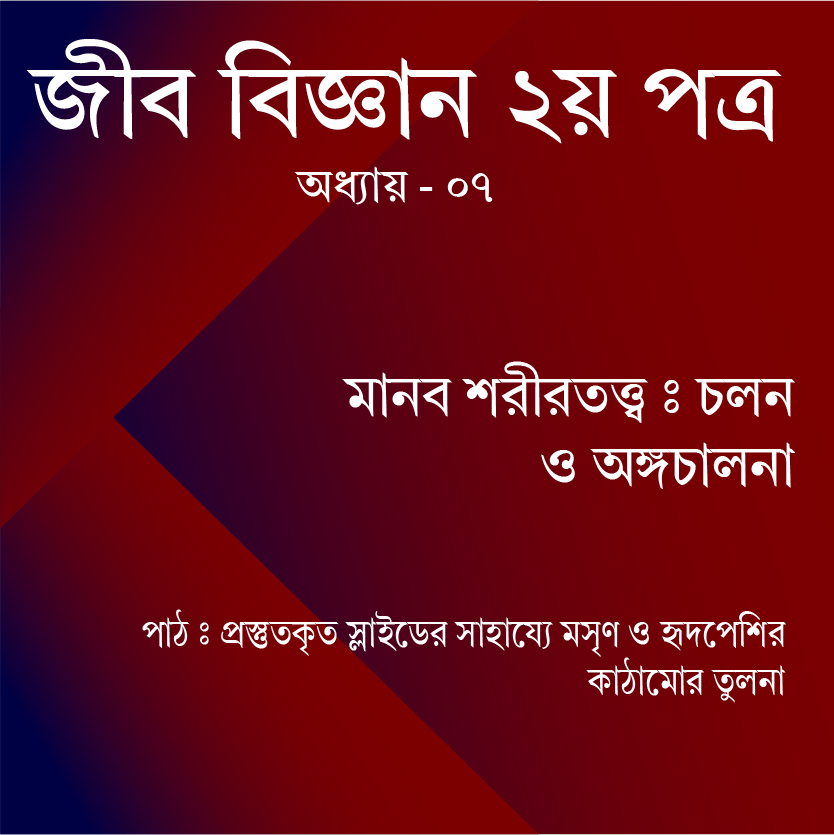 জীব বিজ্ঞান ২য় পত্র
অধ্যায় - ০৭
মানব শরীরতত্ত্ব ঃ চলন
ও অঙ্গচালনা
পাঠ ঃ প্রস্তুতকৃত স্লাইডের সাহায্যে মসৃণ ও হৃদপেশির
কাঠামোর তুলনা